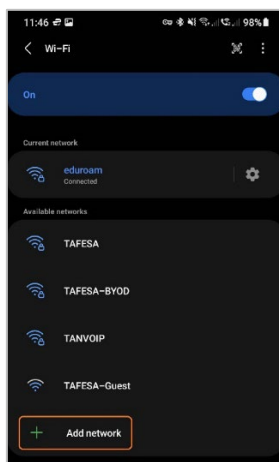 11:46 98%
Wi-Fi
On
Current network
eduroam
Connected
Available networks
TAFESA
TAFESA-BYOD
TANVOIP
TAFESA-Guest
Add network